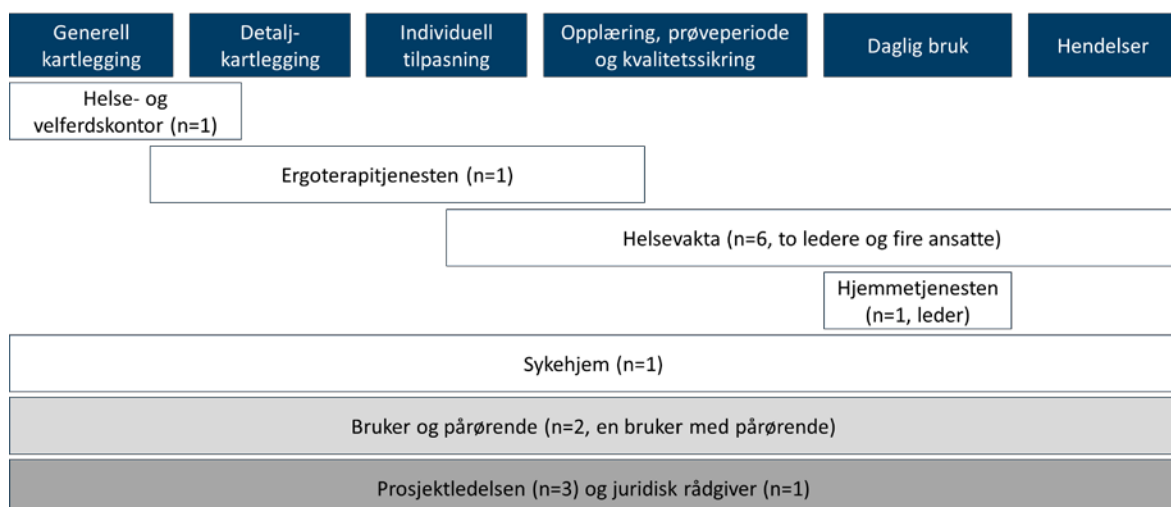 Generell
kartlegging
Detalj-
kartlegging
Individuell
tilpasning
Opplæring, prøveperiode
og kvalitetssikring
Daglig bruk
Hendelser
Helse- og
velferdskontor (n=1)
Ergoterapitjenesten (n=1)
Helsevakta (n=6, to ledere og fire ansatte)
Hjemmetjenesten
(n=1, leder)
Sykehjem (n=1)
Bruker og pårørende (n=2, en bruker med pårørende)
Prosjektledelsen (n=3) og juridisk rådgiver (n=1)